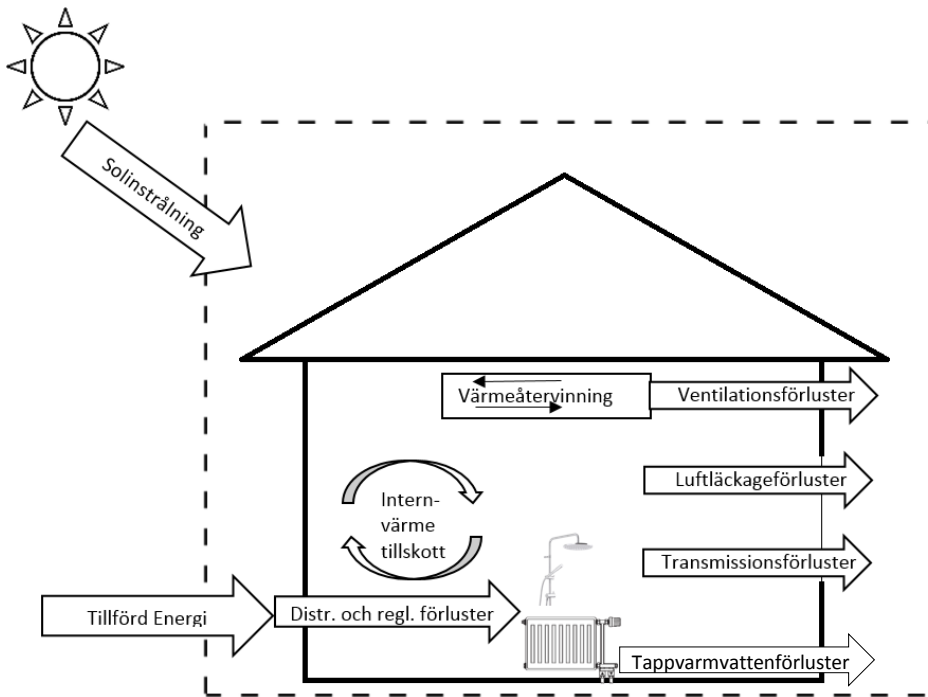 Solinstrålning
Värmeåtervinning
Ventilationsförluster
Luftläckageförluster
Intern-
värme
tillskott
Transmissionsförluster
Tillförd Energi
Distr. och regl. förluster
Tappvarmvattenförluster